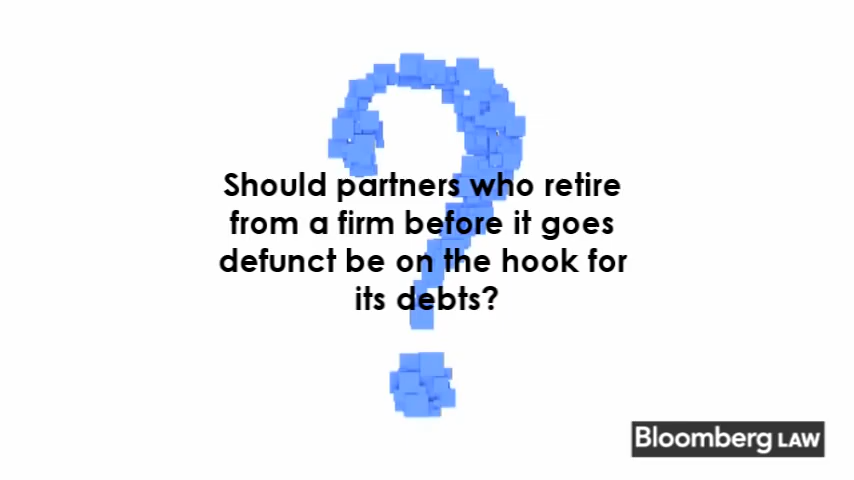 Should partners who retire
from a firm before it goes
defunct be on the hook for
its debts?
Bloomberg LAW